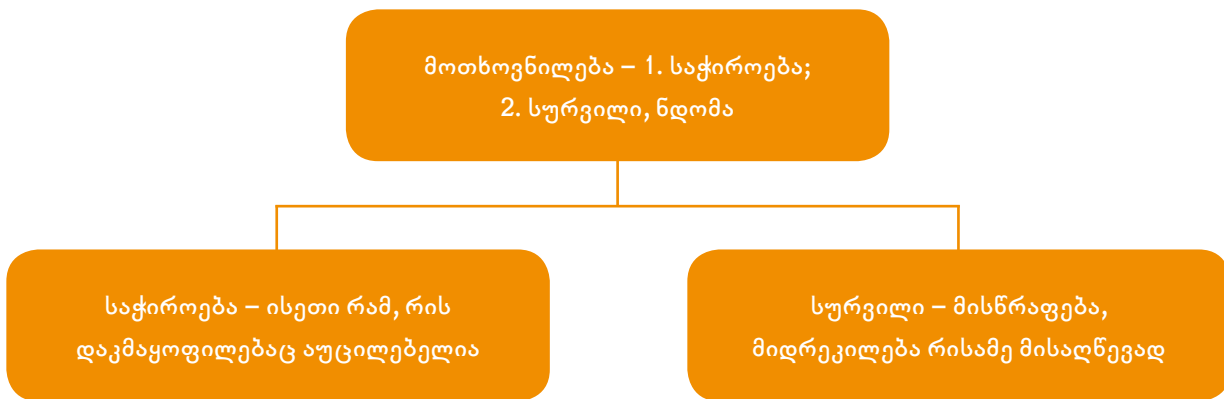 მოთხოვნილება – 1. საჭიროება;
2. სურვილი, ნდომა
საჭიროება – ისეთი რამ, რის
დაკმაყოფილებაც აუცილებელია
სურვილი – მისწრაფება,
მიდრეკილება რისამე მისაღწევად